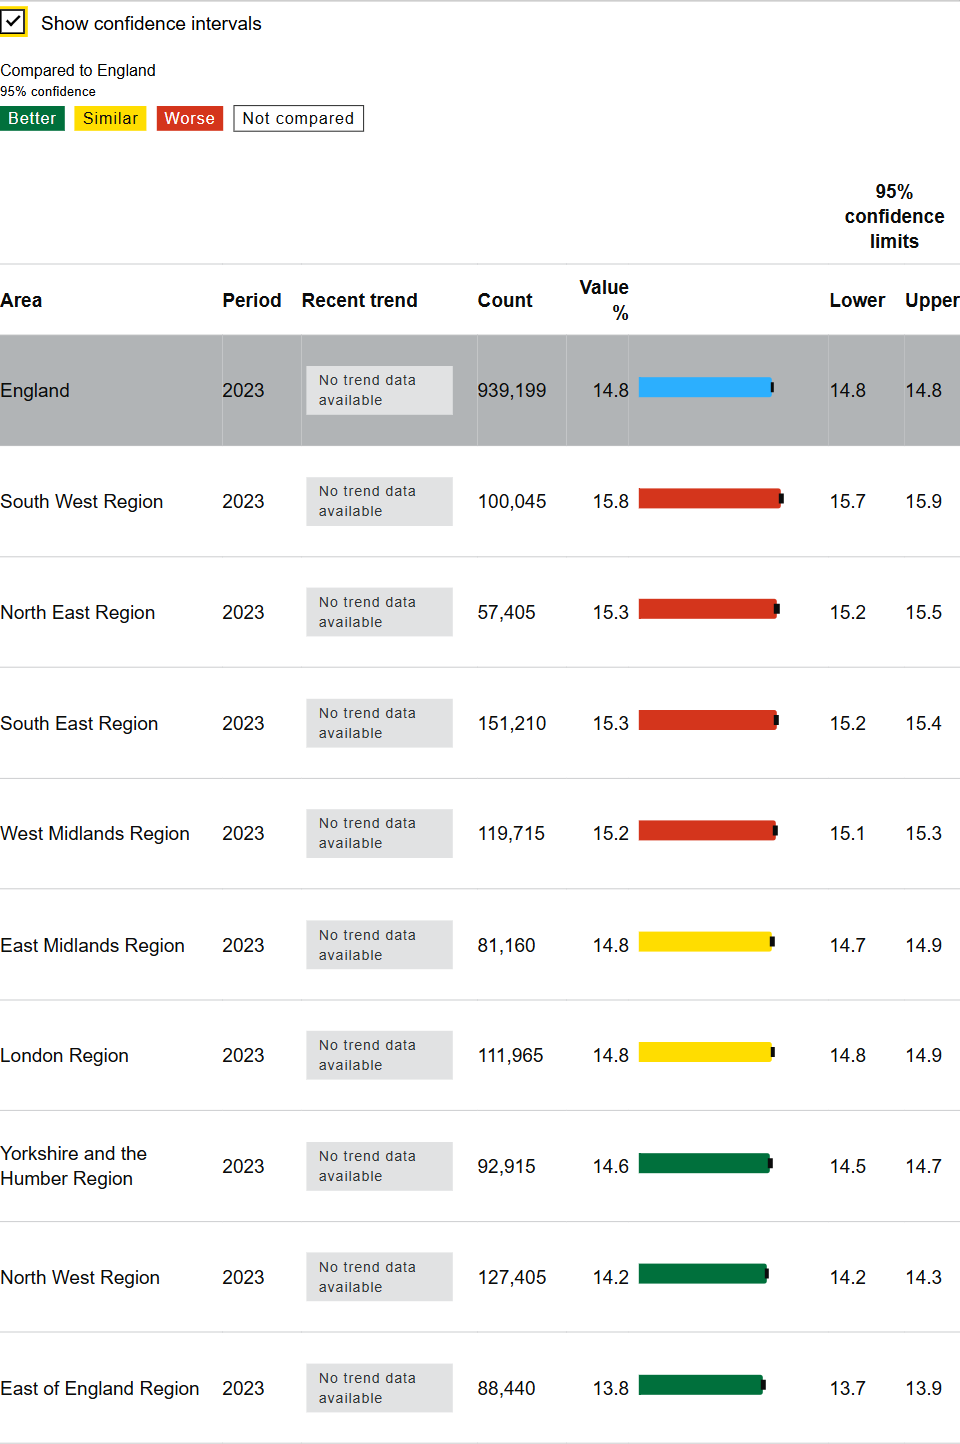 Show confidence intervals
Compared to England
95% confidence
Better Similar Worse Not compared
95%
confidence
limits
Area Period Recent trend Count Value % Lower Upper
England 2023 No trend data available 939,199 14.8 14.8 14.8
South West Region 2023 No trend data available 100,045 15.8 15.7 15.9
North East Region 2023 No trend data available 57,405 15.3 15.2 15.5
South East Region 2023 No trend data available 151,210 15.3 15.2 15.4
West Midlands Region 2023 No trend data available 119,715 15.2 15.1 15.3
East Midlands Region 2023 No trend data available 81,160 14.8 14.7 14.9
London Region 2023 No trend data available 111,965 14.8 14.8 14.9
Yorkshire and the Humber Region 2023 No trend data available 92,915 14.6 14.5 14.7
North West Region 2023 No trend data available 127,405 14.2 14.2 14.3
East of England Region 2023 No trend data available 88,440 13.8 13.7 13.9